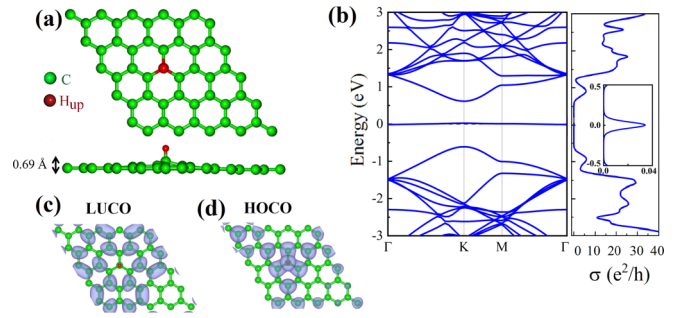 (a)
C
H up
0.69 Å
(c)
LUCO
(d)
HOCO
(b)
Energy (eV)
3
2
1
0
-1
-2
-3
Γ
K
M
Γ
0.5
0.0
-0.5
0.0
0.04
0
10
20
30
40
σ (e²/h)